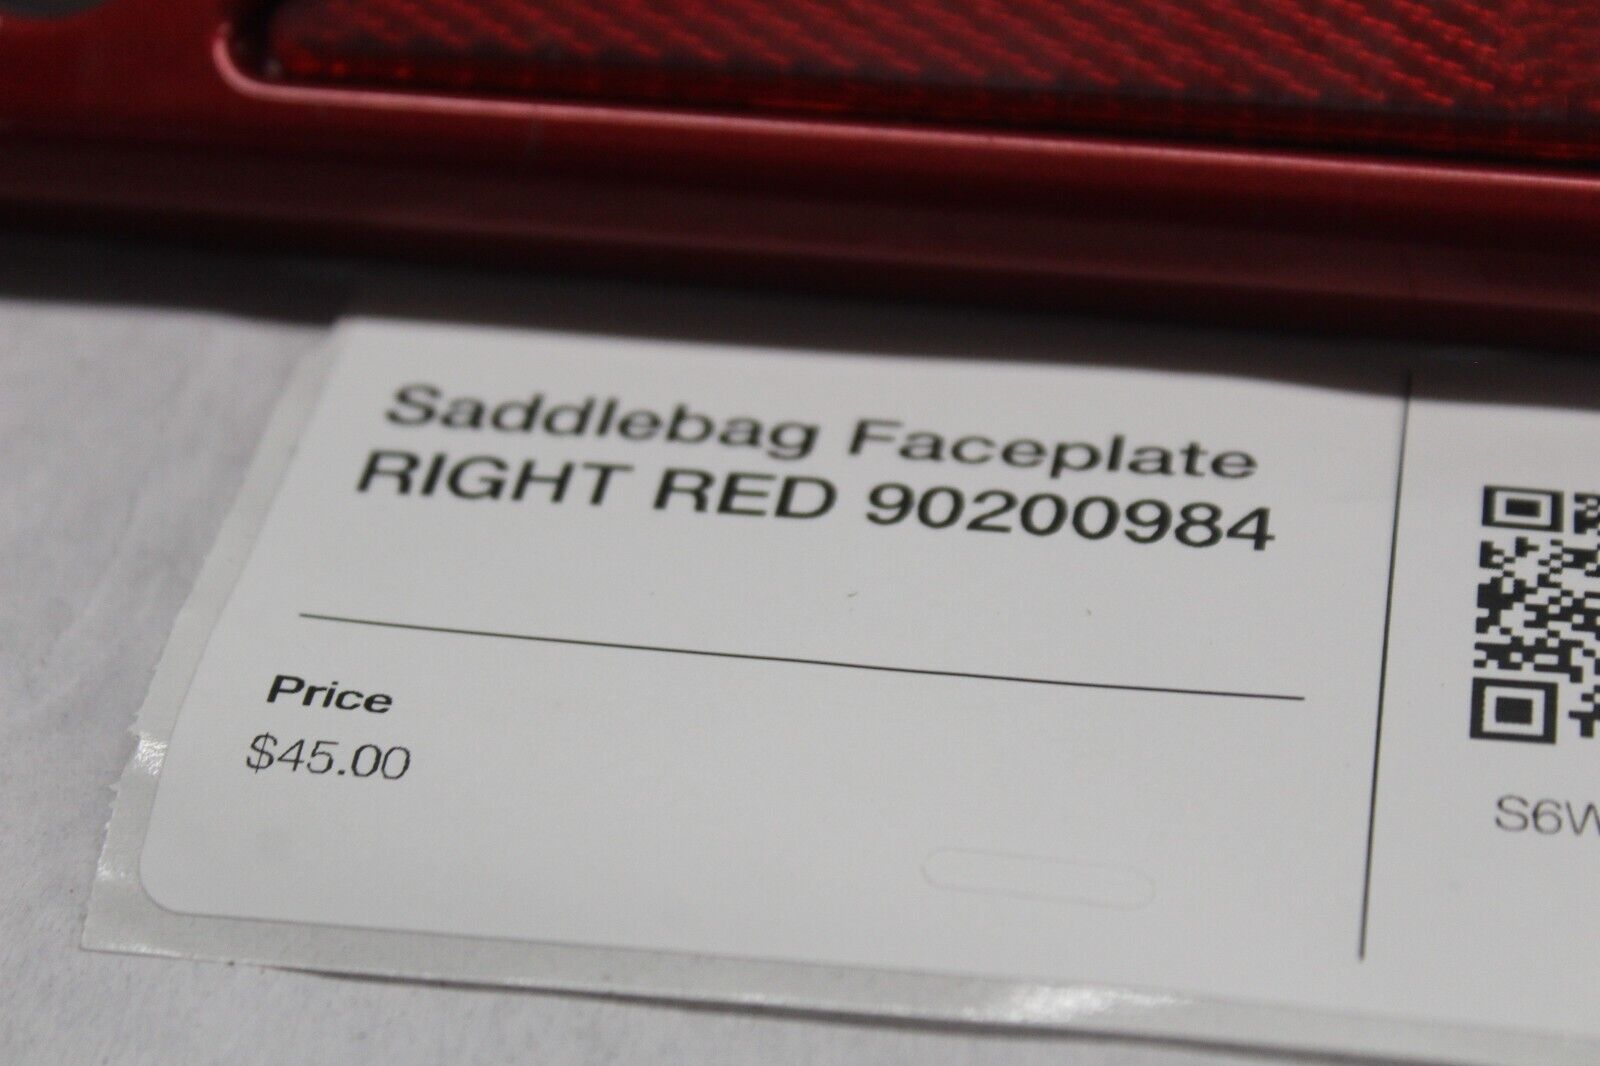 Saddlebag Faceplate
RIGHT RED 90200984
Price
$45.00
S6W